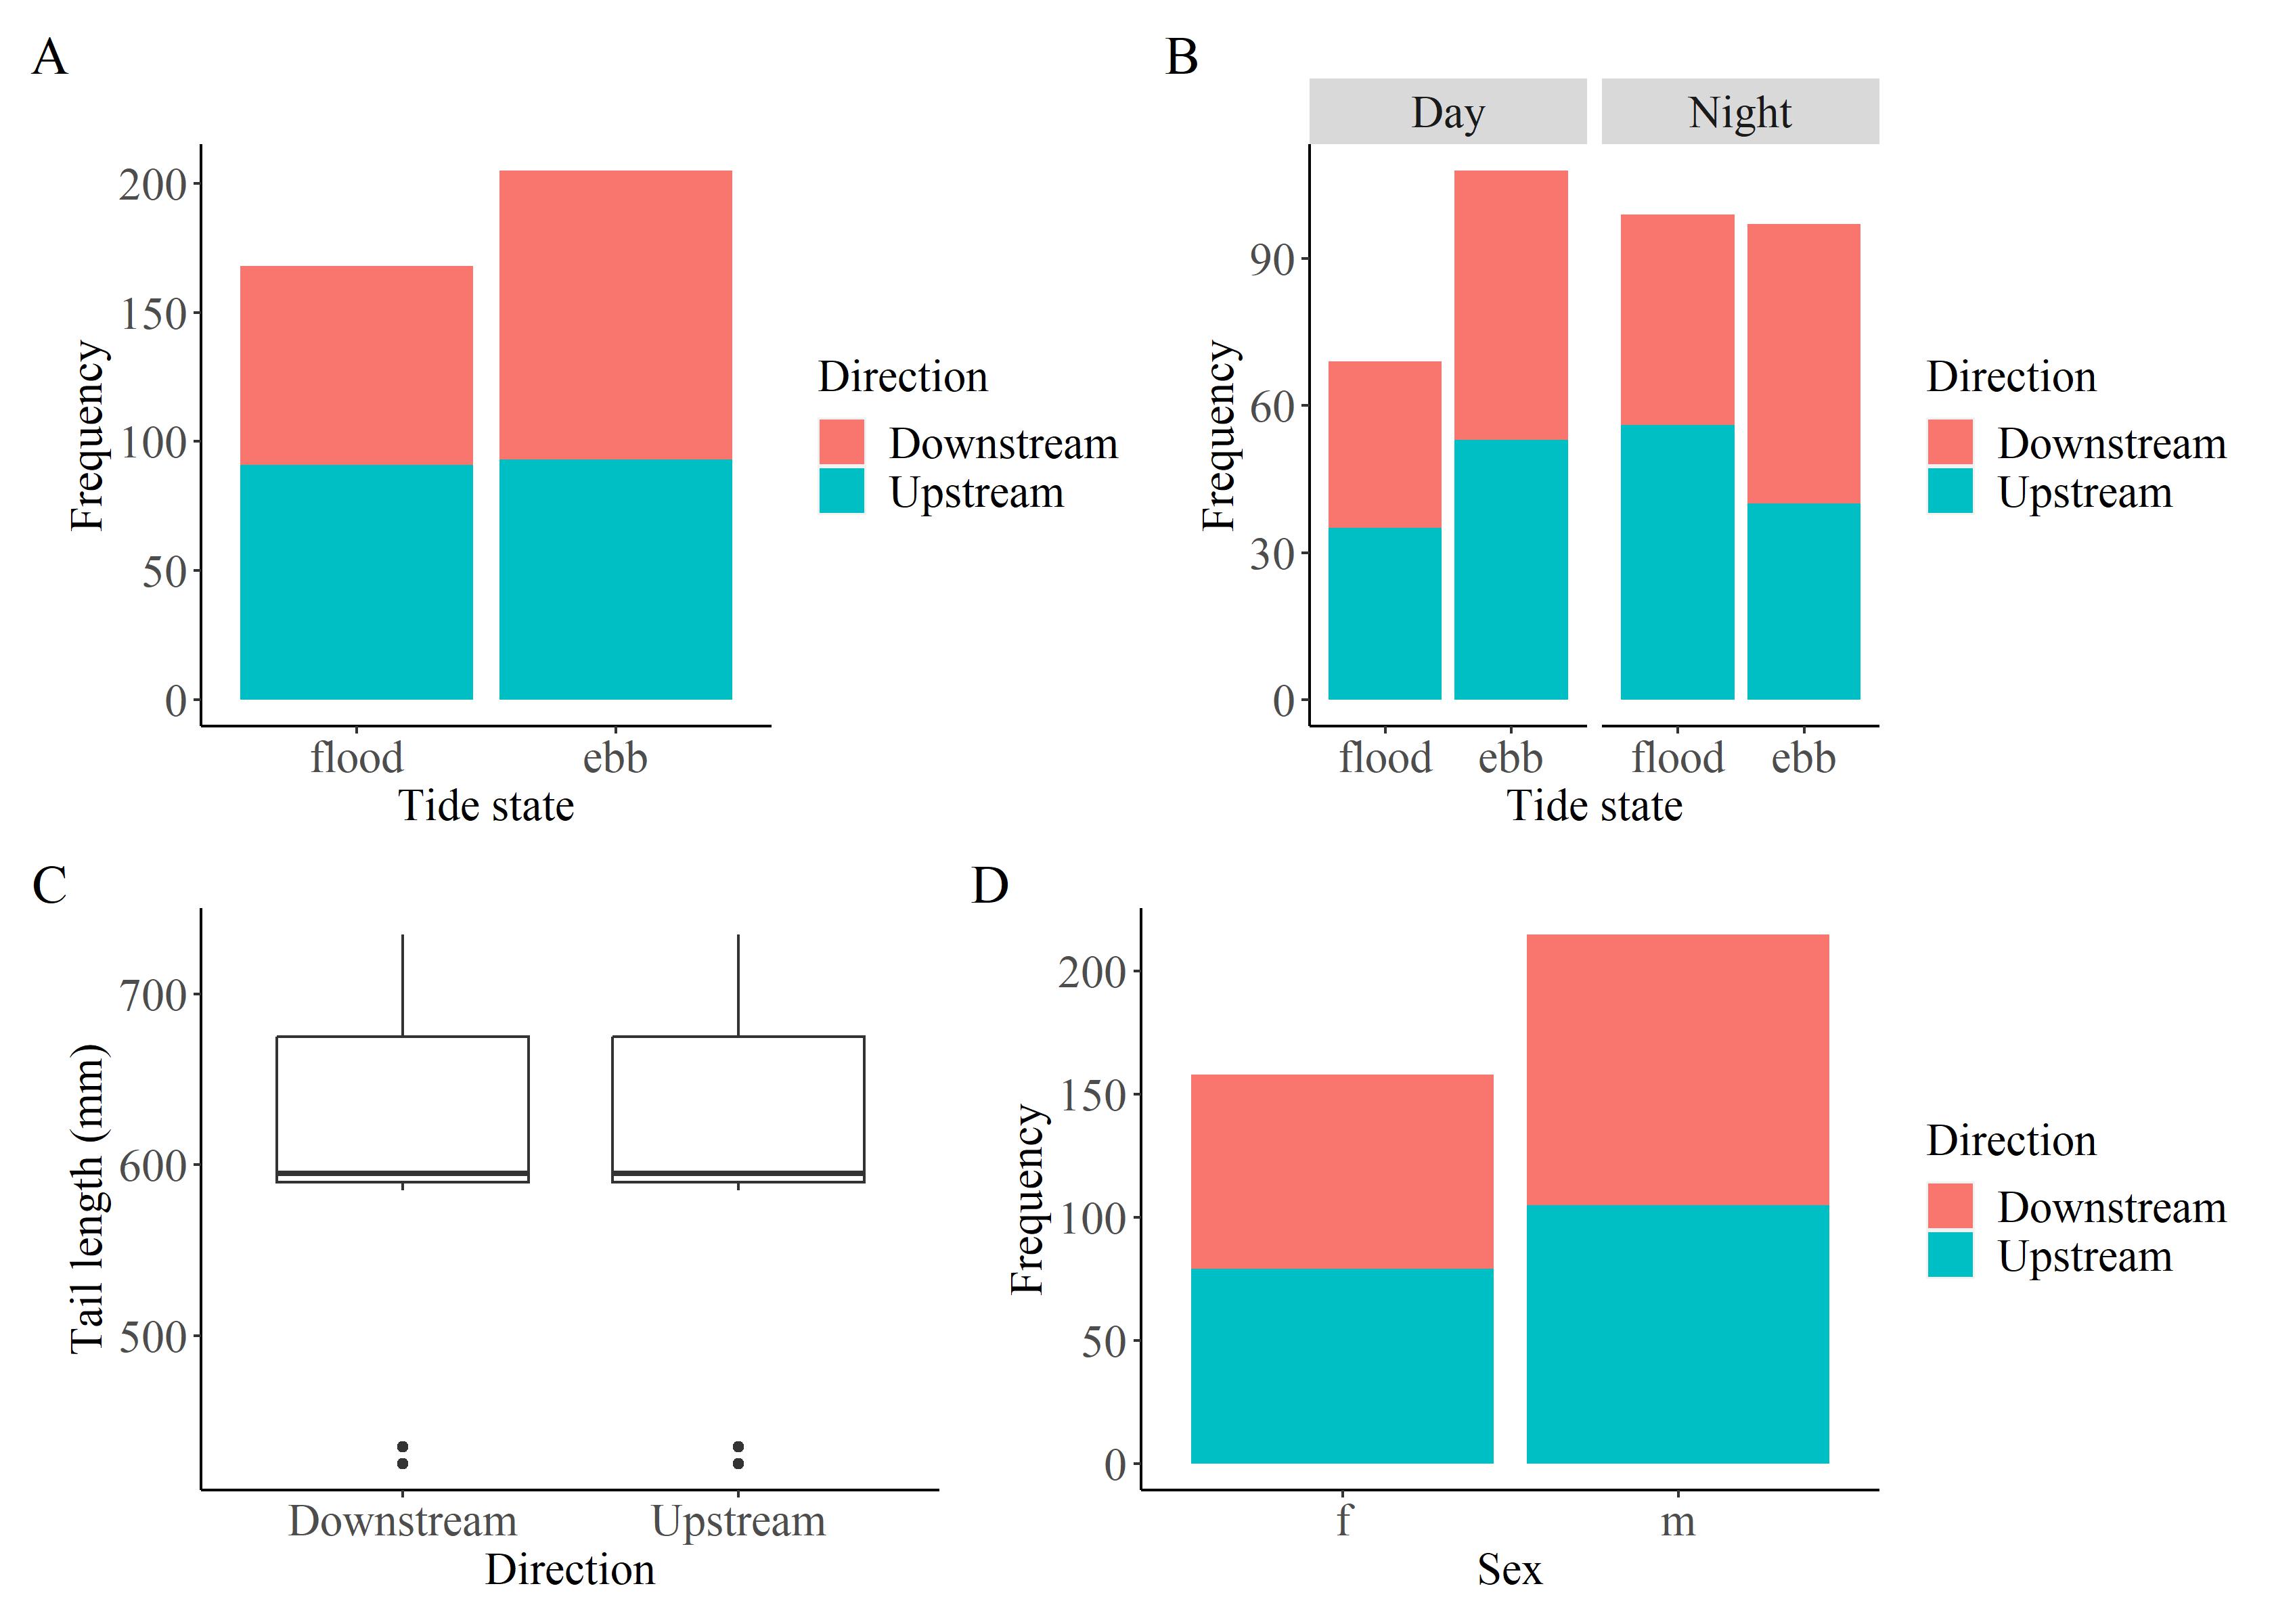 A
200
150
100
50
0
Frequency
flood ebb
Tide state
Direction
Downstream
Upstream
B
Day Night
90
60
30
0
Frequency
flood ebb flood ebb
Tide state
Direction
Downstream
Upstream
C
700
600
500
Tail length (mm)
Downstream Upstream
Direction
D
200
150
100
50
0
Frequency
f m
Sex
Direction
Downstream
Upstream